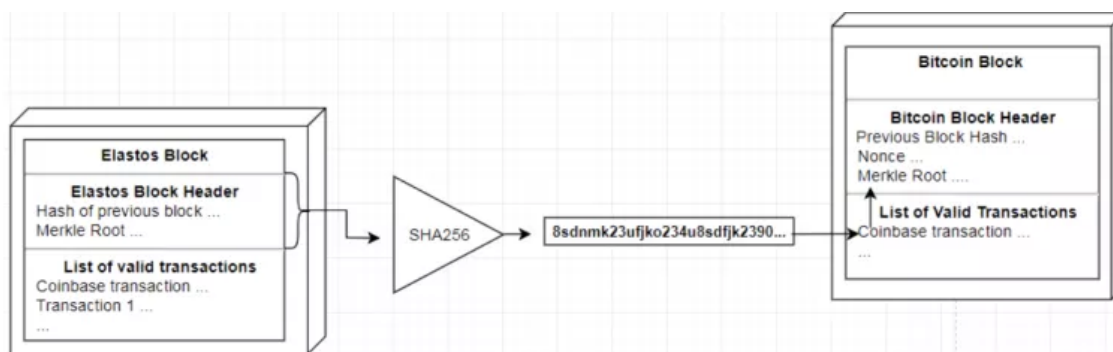 Elastos Block
Elastos Block Header
Hash of previous block ...
Merkle Root ...
List of valid transactions
Coinbase transaction ...
Transaction 1 ...
...
SHA256
8sdnmk23ufjko234u8sdfjk2390...
Bitcoin Block
Bitcoin Block Header
Previous Block Hash ...
Nonce ...
Merkle Root ....
List of Valid Transactions
Coinbase transaction ...
...